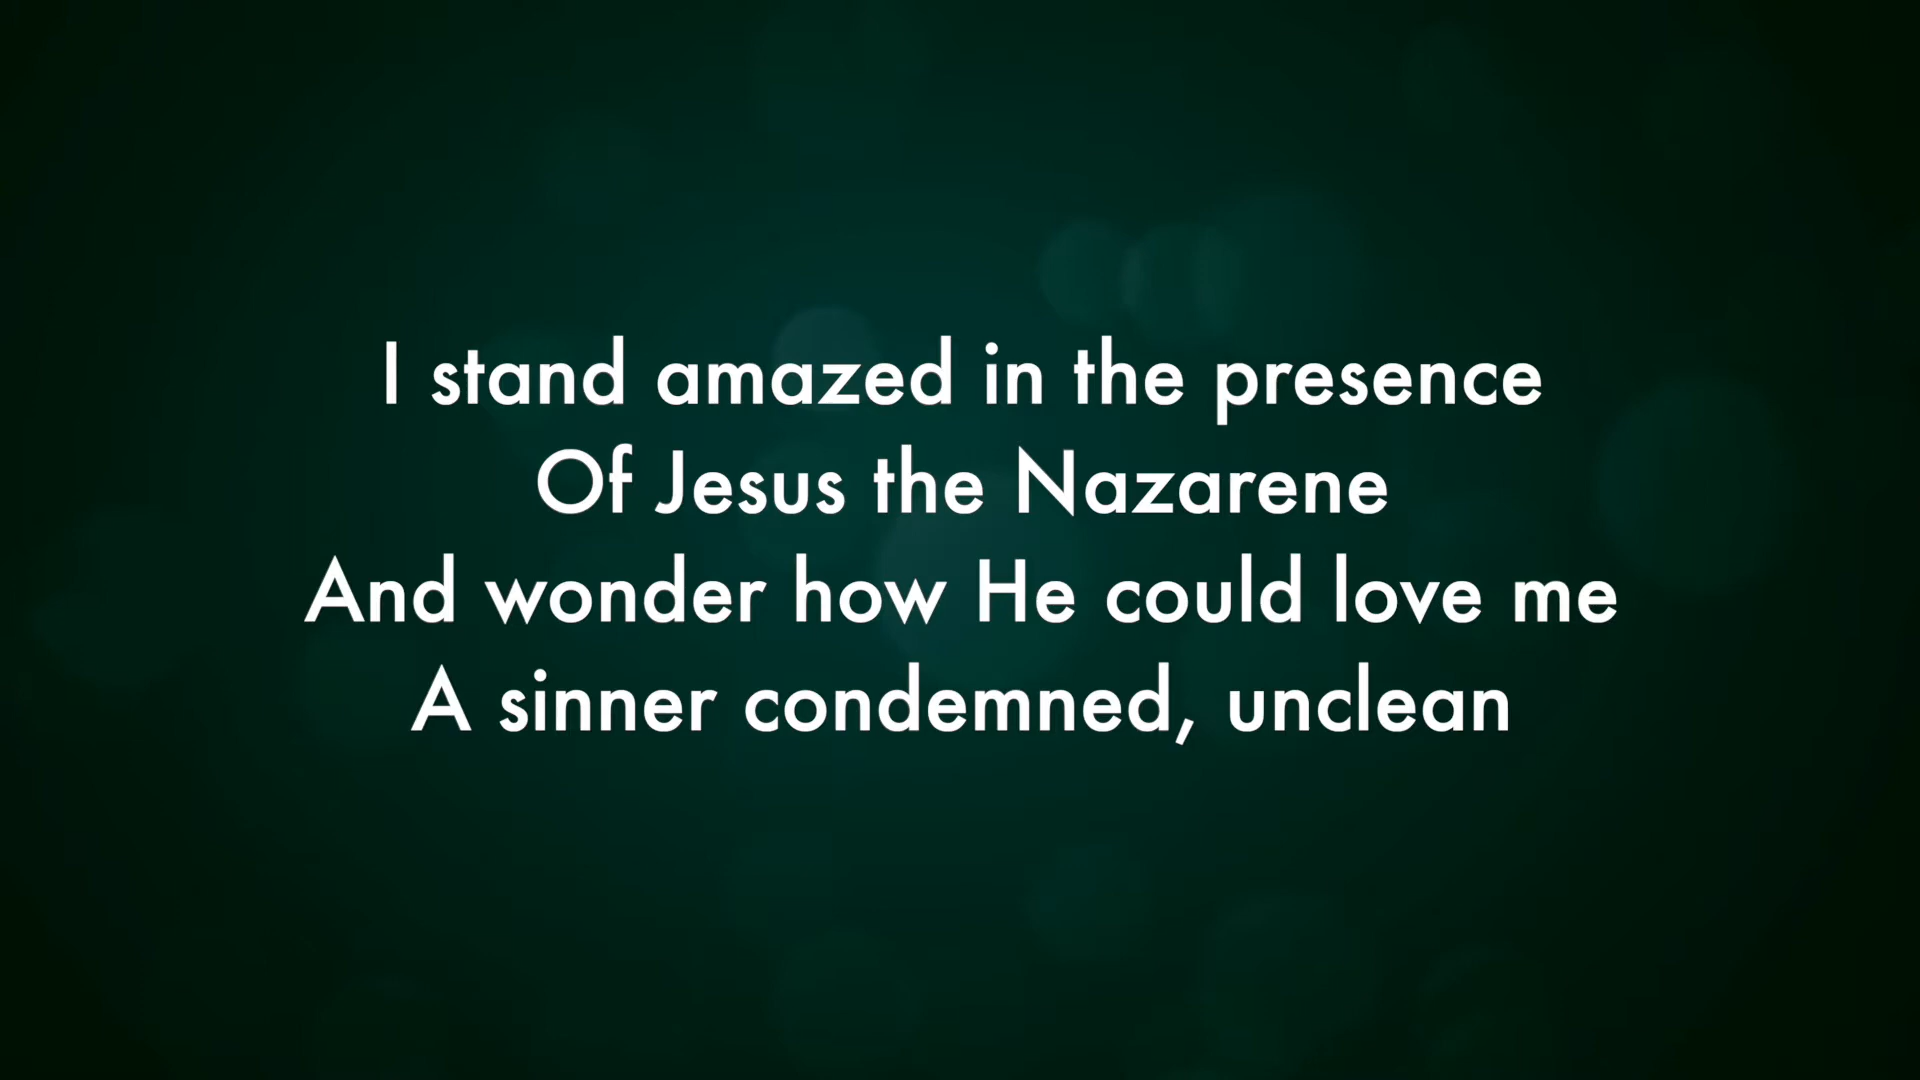 I stand amazed in the presence
Of Jesus the Nazarene
And wonder how He could love me
A sinner condemned, unclean